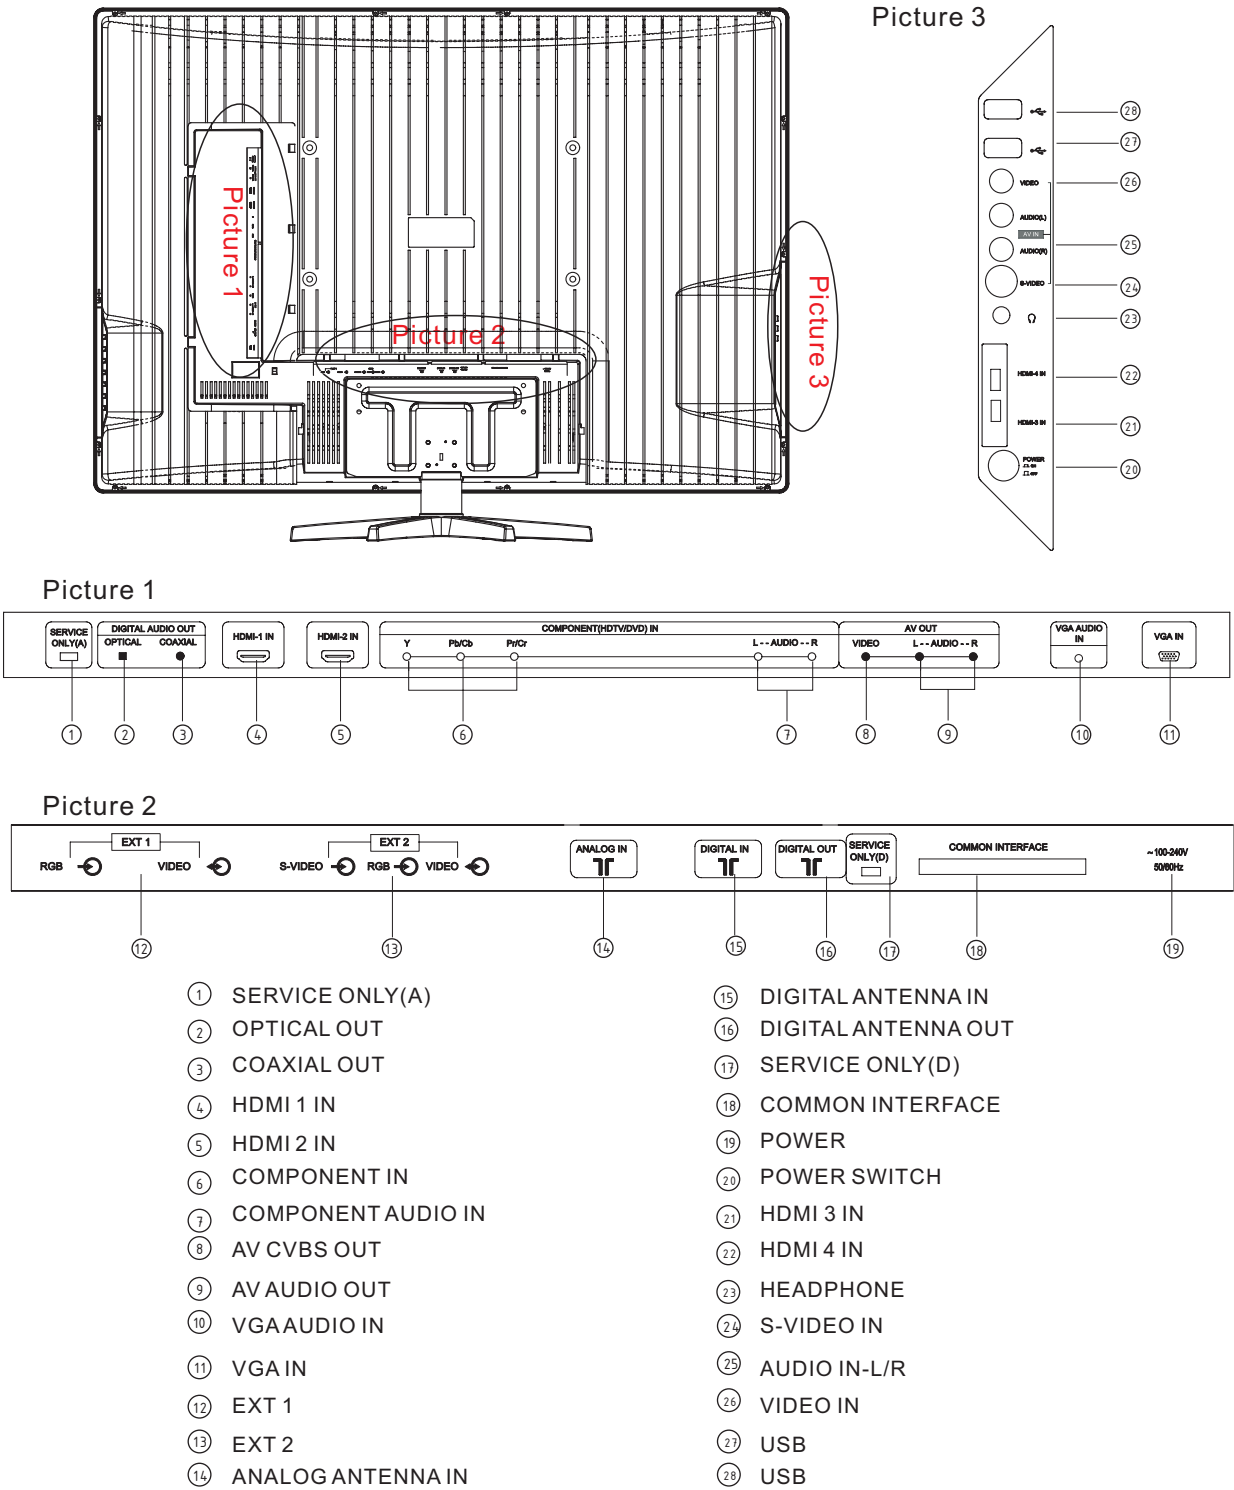 Picture 3
Picture 1
Picture 2
Picture 3
28
27
VIDEO
26
AUDIO(L)
AV IN
AUDIO(R)
25
S-VIDEO
24
23
HDMI-4 IN
22
HDMI-3 IN
21
POWER
ON
OFF
20
Picture 1
SERVICE ONLY(A)
DIGITAL AUDIO OUT
OPTICAL COAXIAL
HDMI-1 IN
HDMI-2 IN
COMPONENT(HDTV/DVD) IN
Y Pb/Cb Pr/Cr L - - AUDIO - - R
AV OUT
VIDEO L - - AUDIO - - R
VGA AUDIO IN
VGA IN
1 2 3 4 5 6 7 8 9 10 11
Picture 2
EXT 1
RGB VIDEO
EXT 2
S-VIDEO RGB VIDEO
ANALOG IN
DIGITAL IN
DIGITAL OUT
SERVICE ONLY(D)
COMMON INTERFACE
~ 100-240V
50/60Hz
12 13 14 15 16 17 18 19
1 SERVICE ONLY(A)
2 OPTICAL OUT
3 COAXIAL OUT
4 HDMI 1 IN
5 HDMI 2 IN
6 COMPONENT IN
7 COMPONENT AUDIO IN
8 AV CVBS OUT
9 AV AUDIO OUT
10 VGA AUDIO IN
11 VGA IN
12 EXT 1
13 EXT 2
14 ANALOG ANTENNA IN
15 DIGITAL ANTENNA IN
16 DIGITAL ANTENNA OUT
17 SERVICE ONLY(D)
18 COMMON INTERFACE
19 POWER
20 POWER SWITCH
21 HDMI 3 IN
22 HDMI 4 IN
23 HEADPHONE
24 S-VIDEO IN
25 AUDIO IN-L/R
26 VIDEO IN
27 USB
28 USB